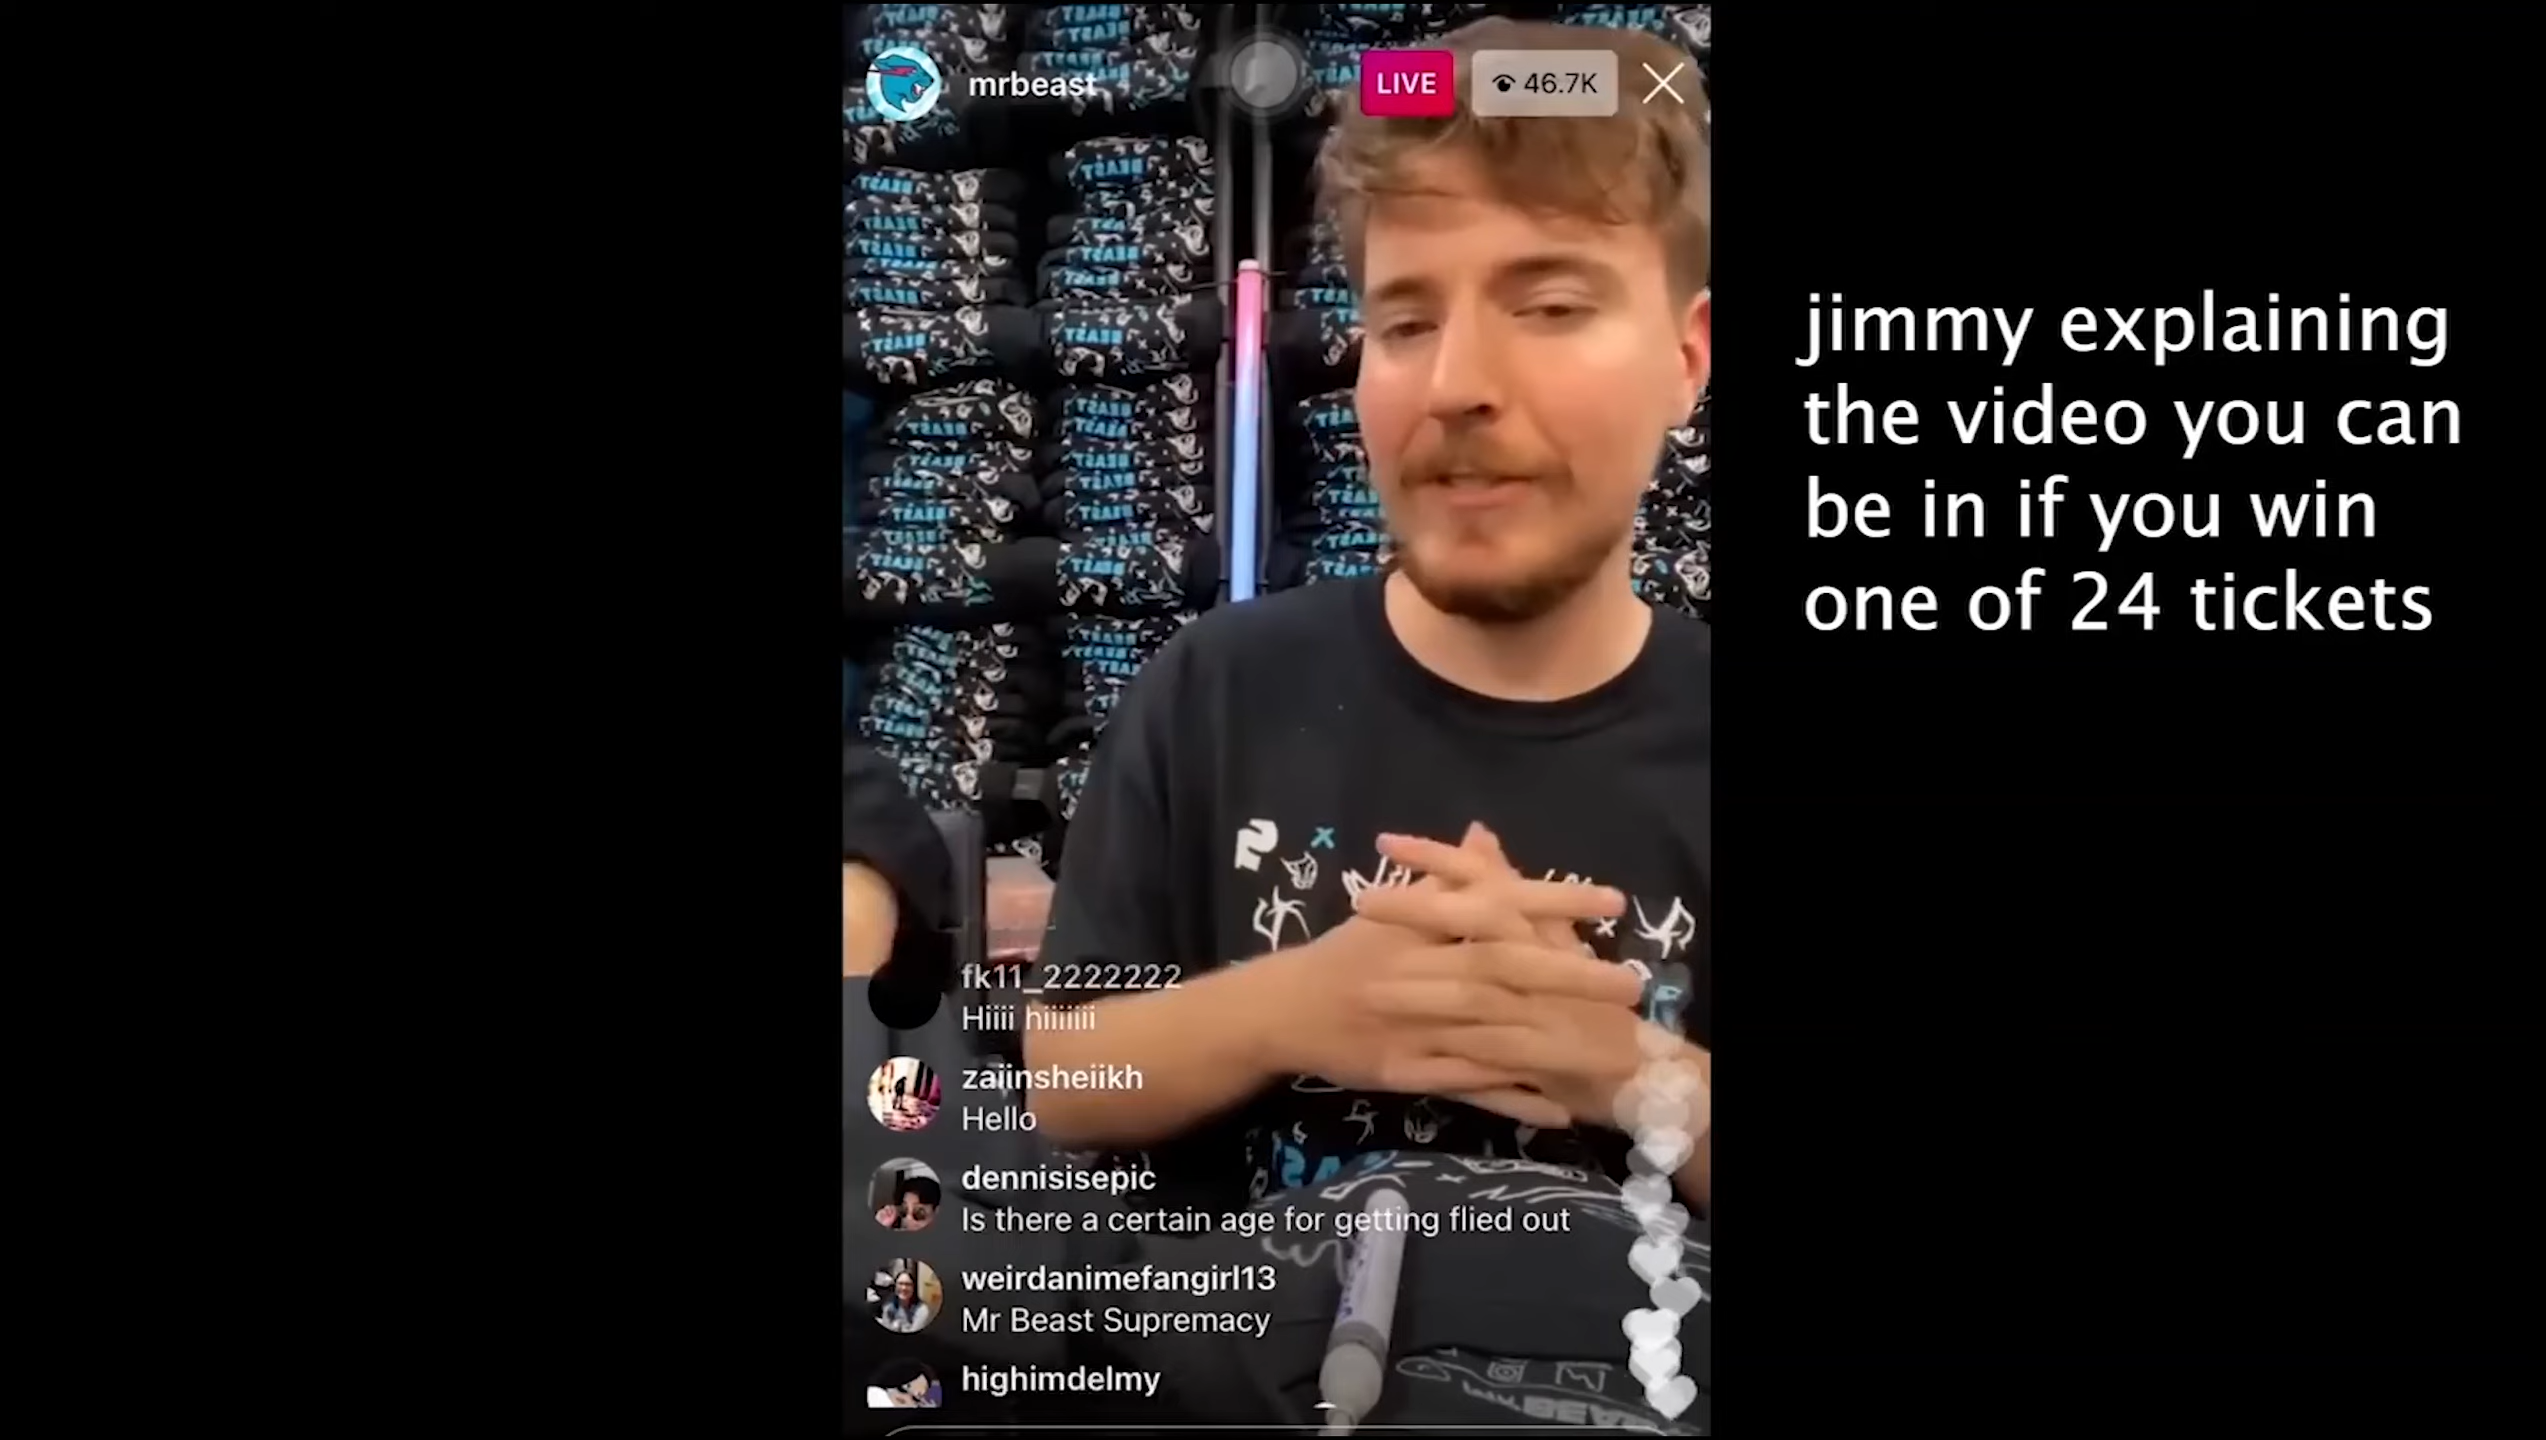 mrbeast
LIVE
46.7K
jimmy explaining
the video you can
be in if you win
one of 24 tickets
fk11_2222222
Hiiii hiiiiiii
zaiinsheiikh
Hello
dennisisepic
Is there a certain age for getting flied out
weirdanimefangirl13
Mr Beast Supremacy
highimdelmy